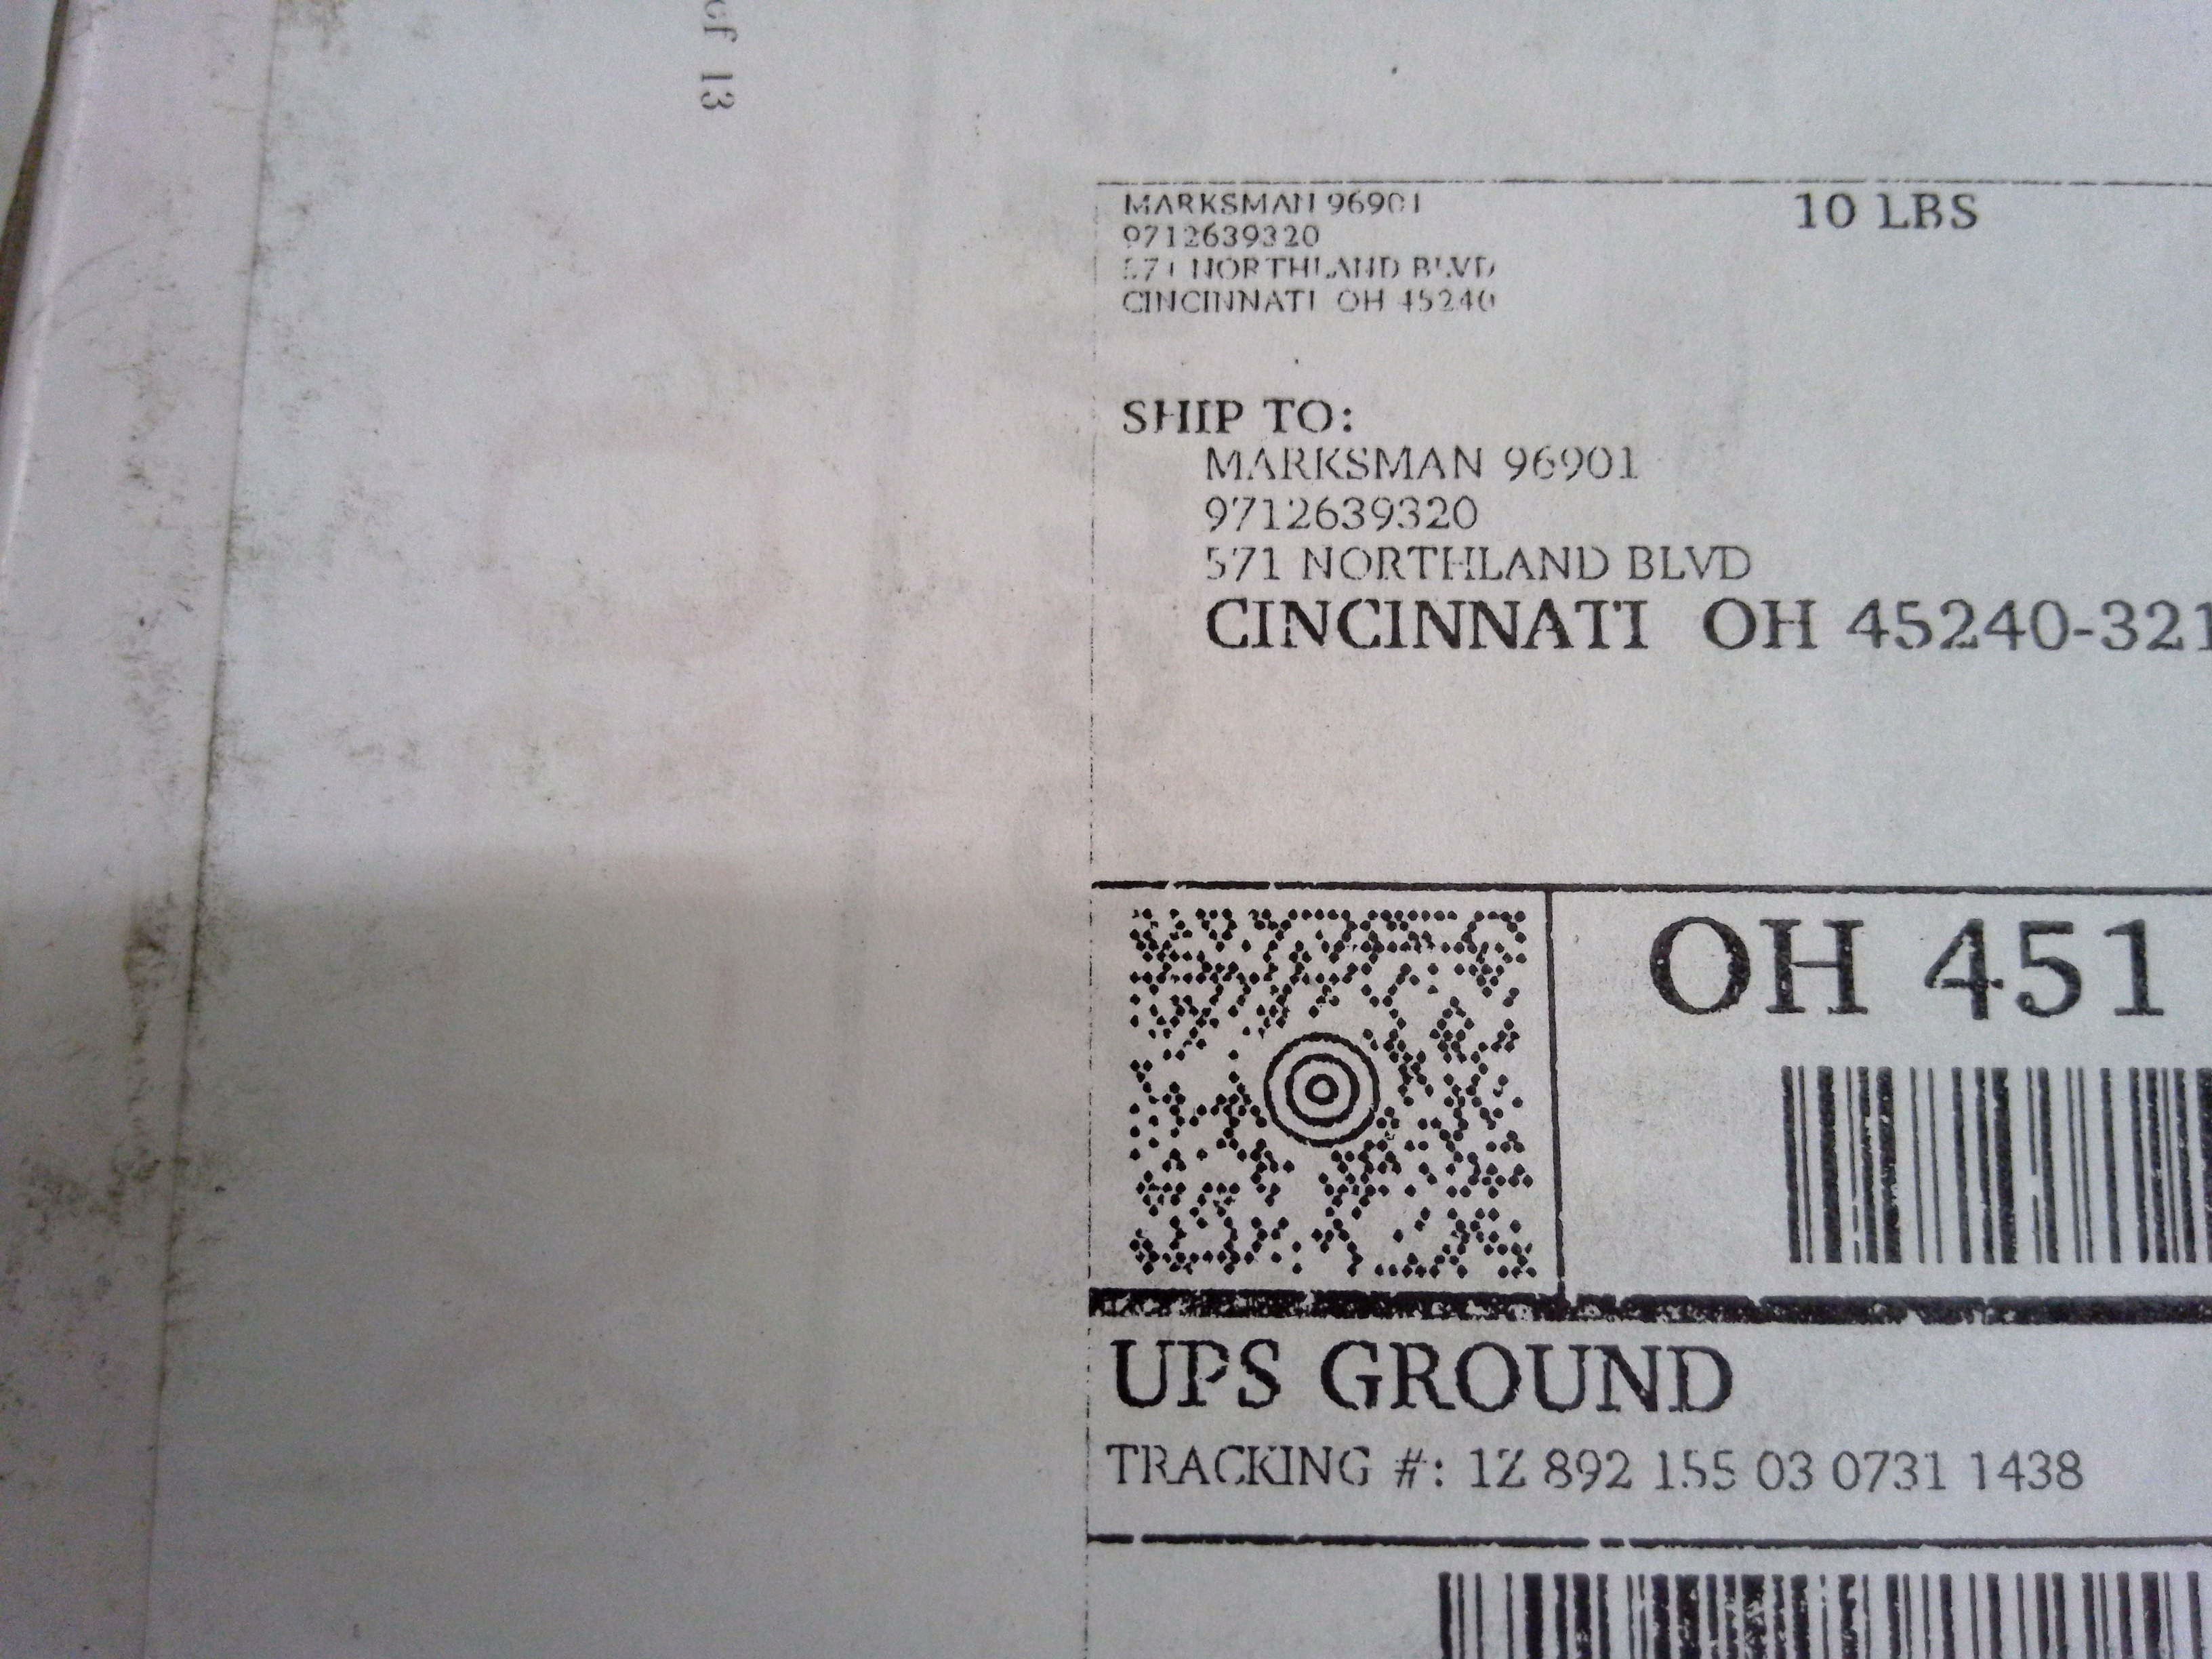 of 13
MARKSMAN 96901
10 LBS
9712639320
571 NORTHLAND BLVD
CINCINNATI OH 45240
SHIP TO:
MARKSMAN 96901
9712639320
571 NORTHLAND BLVD
CINCINNATI OH 45240-321
OH 451
UPS GROUND
TRACKING #: 1Z 892 155 03 0731 1438